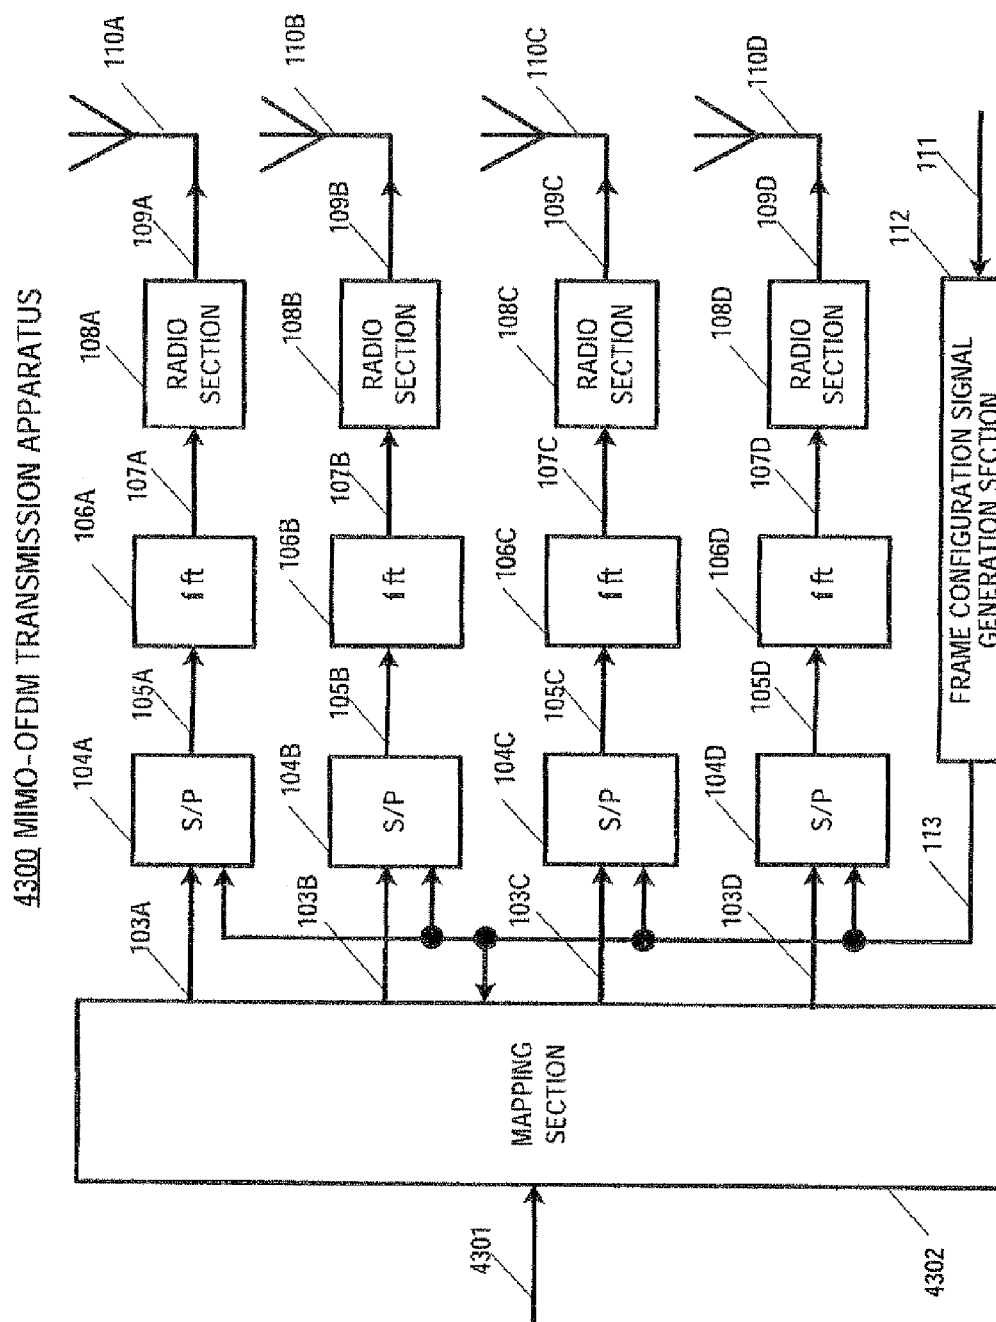 4300 MIMO-OFDM TRANSMISSION APPARATUS
103A
104A
S/P
105A
106A
ifft
107A
108A
RADIO
SECTION
109A
110A
103B
104B
S/P
105B
106B
ifft
107B
108B
RADIO
SECTION
109B
110B
4301
MAPPING
SECTION
103C
104C
S/P
105C
106C
ifft
107C
108C
RADIO
SECTION
109C
110C
103D
104D
S/P
105D
106D
ifft
107D
108D
RADIO
SECTION
109D
110D
4302
113
FRAME CONFIGURATION SIGNAL
GENERATION SECTION
112
111